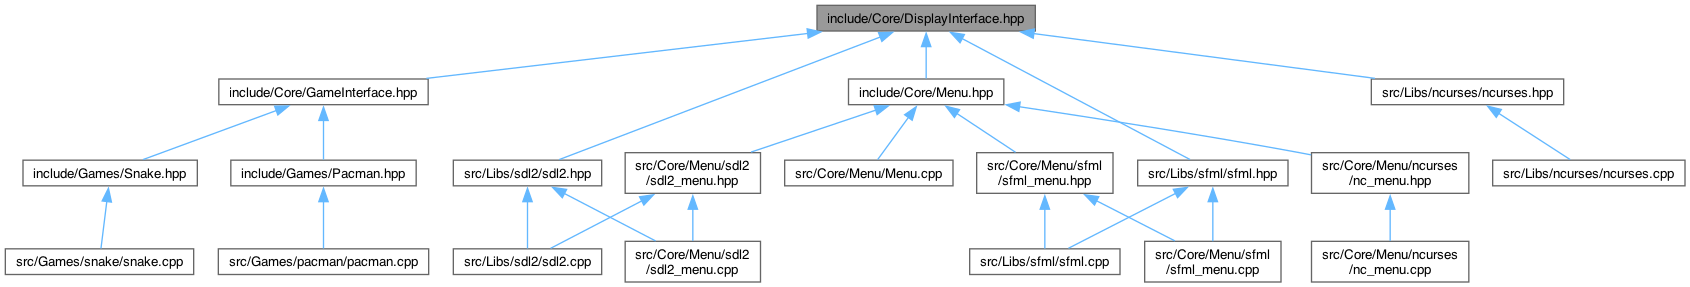 include/Core/DisplayInterface.hpp
include/Core/GameInterface.hpp
include/Core/Menu.hpp
src/Libs/ncurses/ncurses.hpp
include/Games/Snake.hpp
include/Games/Pacman.hpp
src/Libs/sdl2/sdl2.hpp
src/Core/Menu/sdl2
/sdl2_menu.hpp
src/Core/Menu/Menu.cpp
src/Core/Menu/sfml
/sfml_menu.hpp
src/Libs/sfml/sfml.hpp
src/Core/Menu/ncurses
/nc_menu.hpp
src/Libs/ncurses/ncurses.cpp
src/Games/snake/snake.cpp
src/Games/pacman/pacman.cpp
src/Libs/sdl2/sdl2.cpp
src/Core/Menu/sdl2
/sdl2_menu.cpp
src/Libs/sfml/sfml.cpp
src/Core/Menu/sfml
/sfml_menu.cpp
src/Core/Menu/ncurses
/nc_menu.cpp